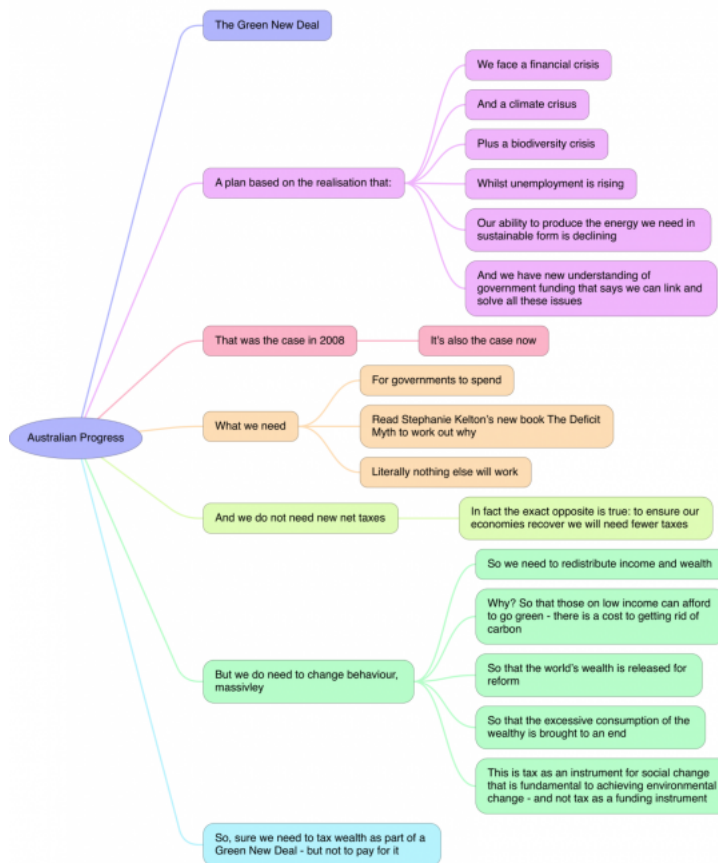 The Green New Deal
We face a financial crisis
And a climate crisus
Plus a biodiversity crisis
A plan based on the realisation that:
Whilst unemployment is rising
Our ability to produce the energy we need in
sustainable form is declining
And we have new understanding of
government funding that says we can link and
solve all these issues
That was the case in 2008
It's also the case now
Australian Progress
What we need
For governments to spend
Read Stephanie Kelton's new book The Deficit
Myth to work out why
Literally nothing else will work
And we do not need new net taxes
In fact the exact opposite is true: to ensure our
economies recover we will need fewer taxes
But we do need to change behaviour,
massivley
So we need to redistribute income and wealth
Why? So that those on low income can afford
to go green - there is a cost to getting rid of
carbon
So that the world's wealth is released for
reform
So that the excessive consumption of the
wealthy is brought to an end
This is tax as an instrument for social change
that is fundamental to achieving environmental
change - and not tax as a funding instrument
So, sure we need to tax wealth as part of a
Green New Deal - but not to pay for it